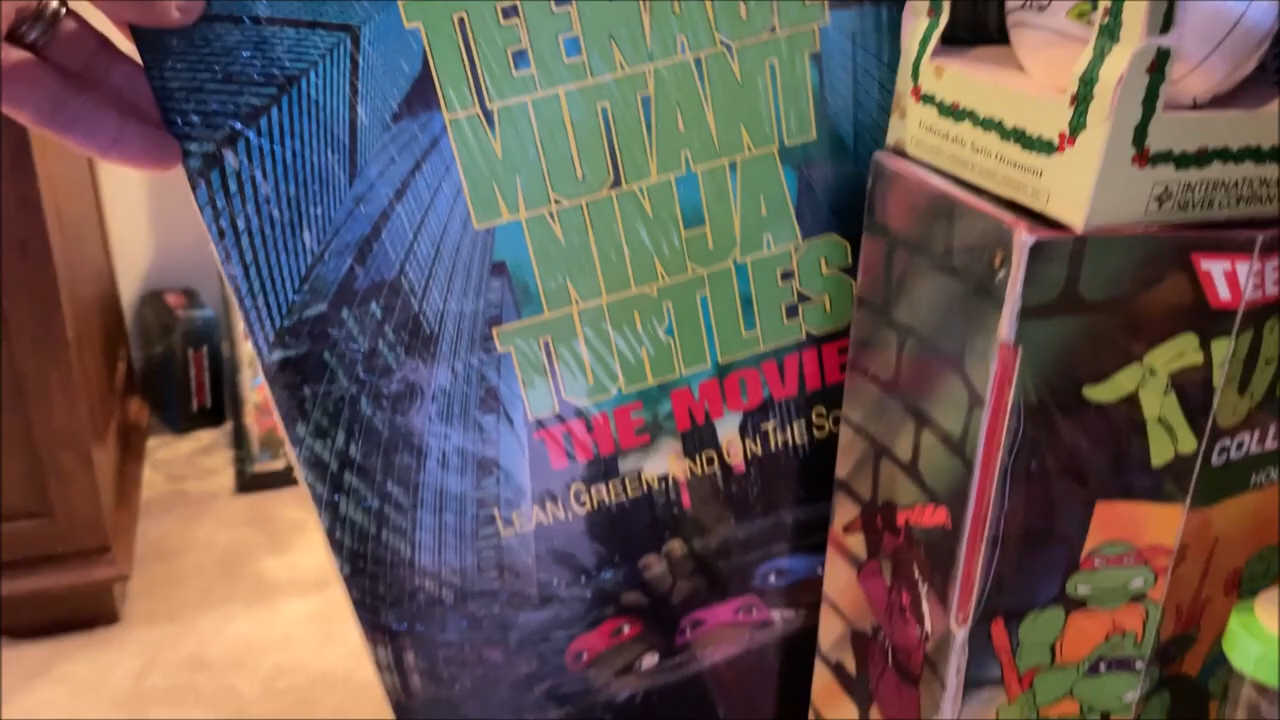 TEENAGE
MUTANT
NINJA
TURTLES
THE MOVIE
LEAN, GREEN, AND ON THE
Unbreakable Satin Ornament
INTERNATIONAL
SILVER COMPANY
TEE
TU
COLL